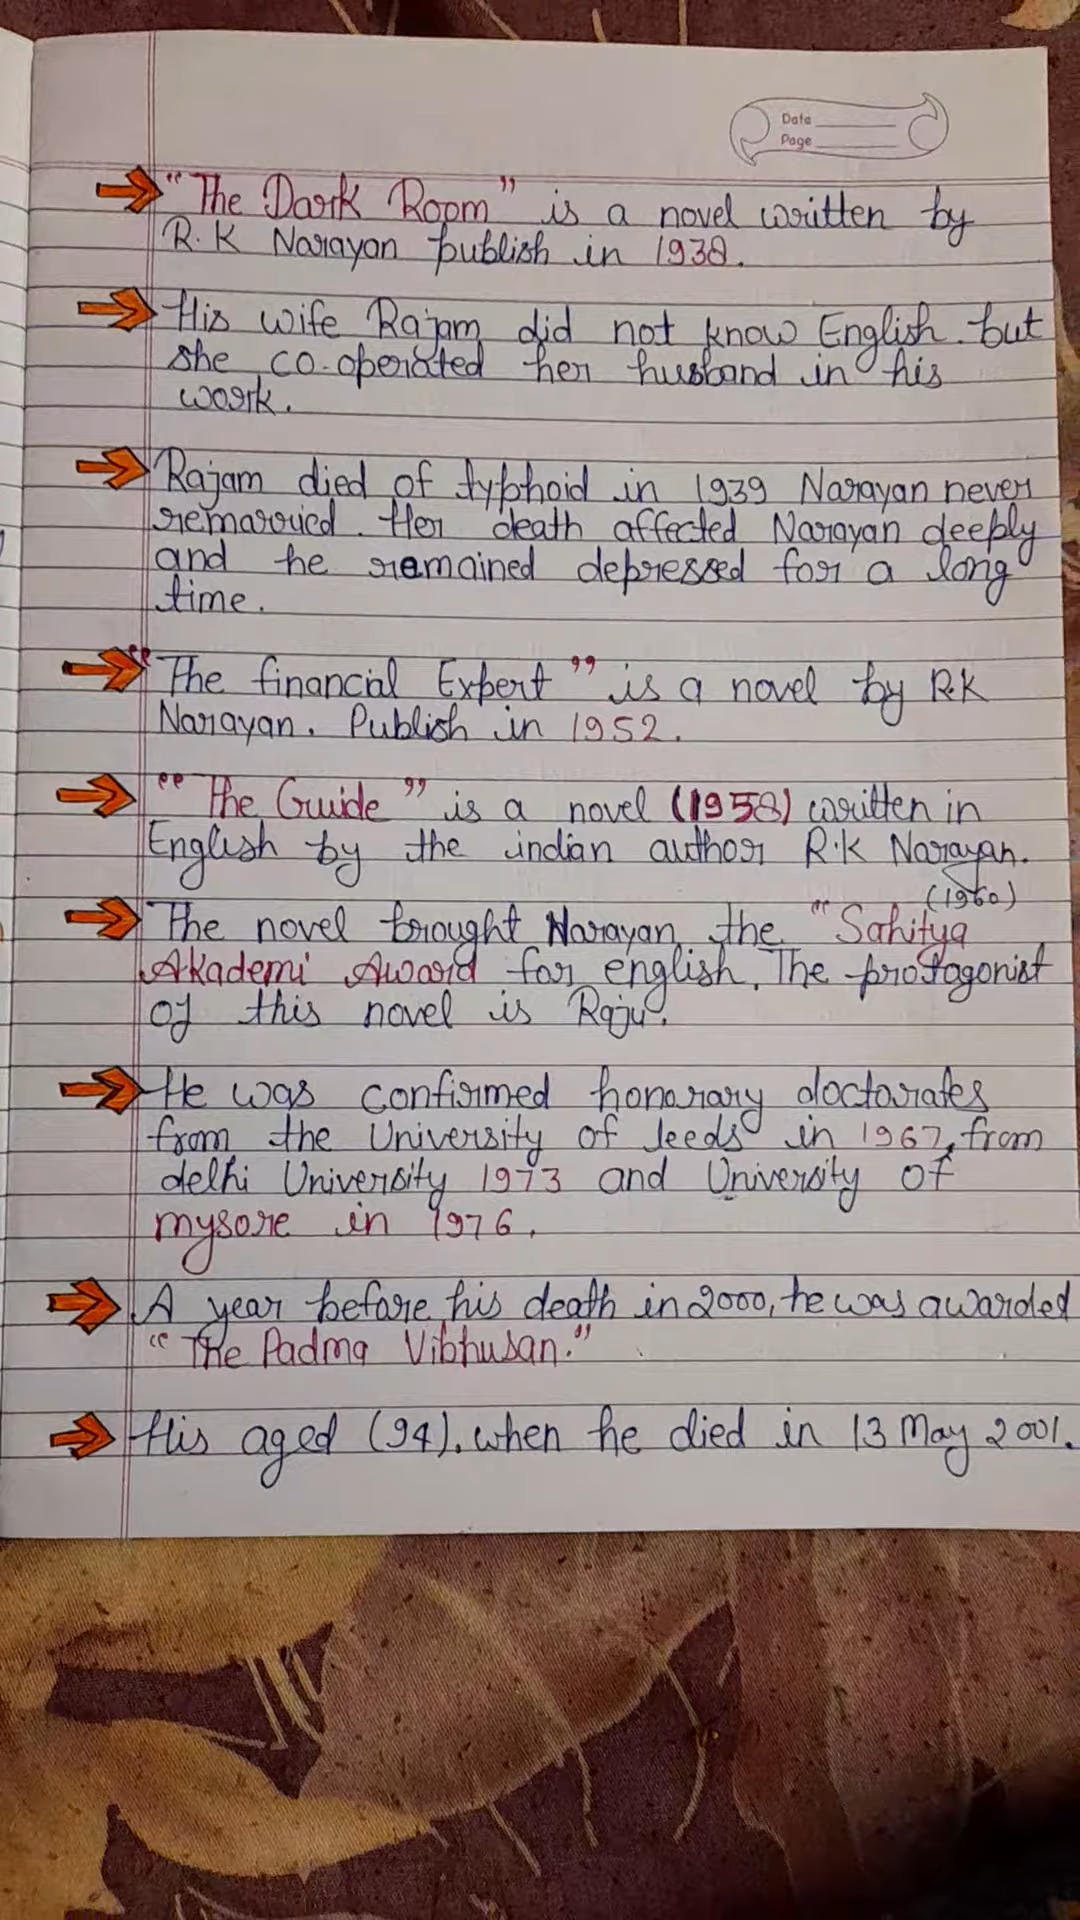 Date
Page
"The Dark Room" is a novel written by
R.K Narayan publish in 1938.
His wife Rajam did not know English. but
she co-operated her husband in his
work.
Rajam died of typhoid in 1939 Narayan never
remarried. Her death affected Narayan deeply
and he remained depressed for a long
time.
"The financial Expert" is a novel by R.K
Narayan. Publish in 1952.
"The Guide" is a novel (1958) written in
English by the indian author R.K Narayan.
(1960)
The novel brought Narayan the "Sahitya
Akademi Award for english. The protagonist
of this novel is Raju.
He was confirmed honorary doctorates
from the University of leeds in 1967, from
delhi University 1973 and University of
mysore in 1976.
A year before his death in 2000, he was awarded
"The Padma Vibhusan."
His aged (94). when he died in 13 May 2001.